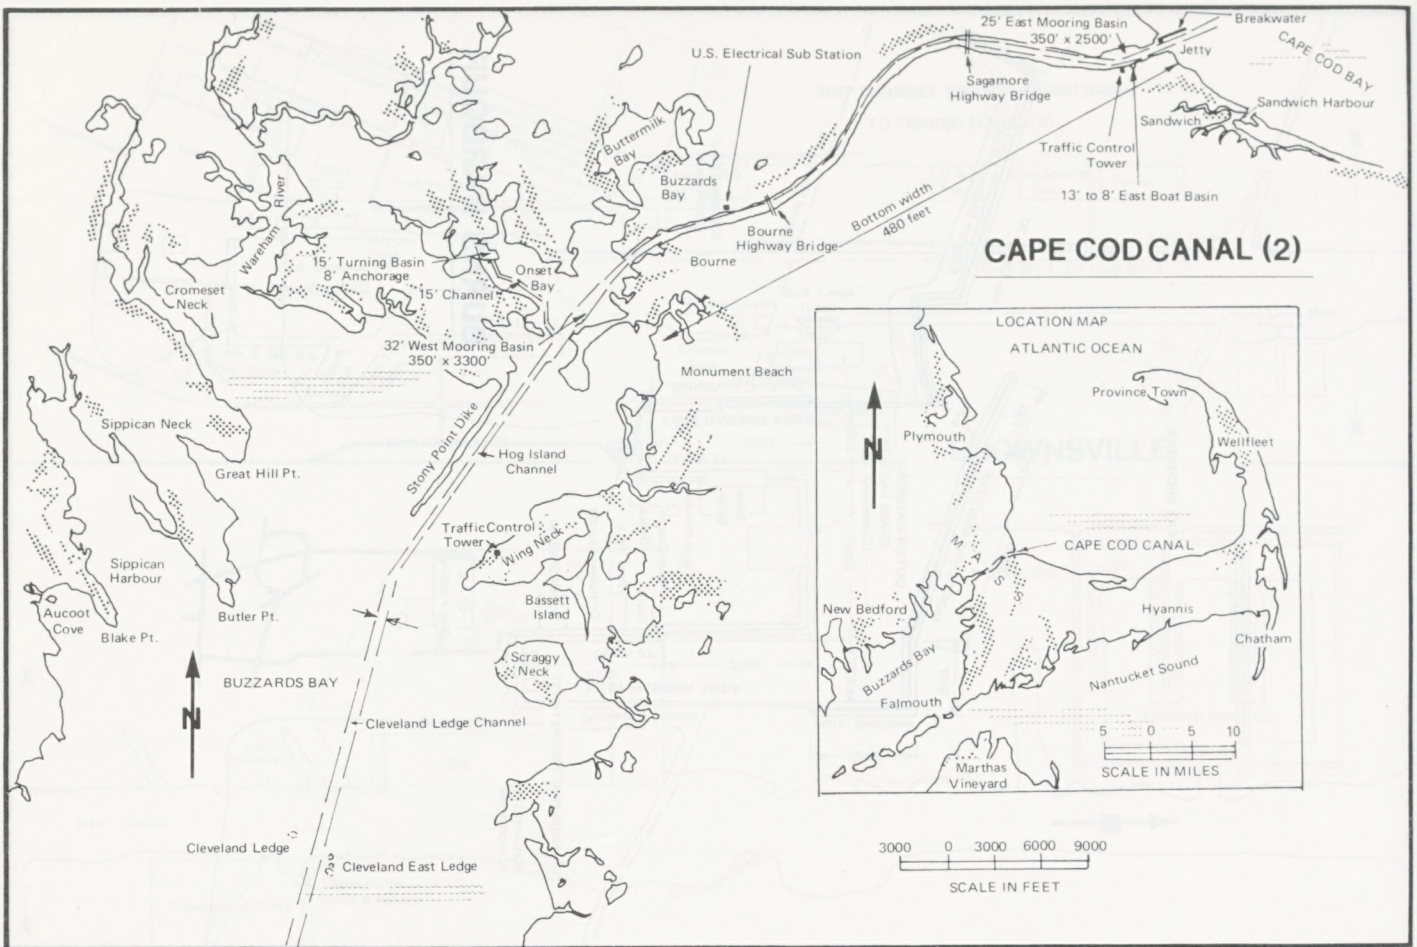 25' East Mooring Basin
350' x 2500'
Breakwater
Jetty
CAPE COD BAY
U.S. Electrical Sub Station
Sagamore
Highway Bridge
Sandwich Harbour
Sandwich
Traffic Control
Tower
13' to 8' East Boat Basin
Buttermilk
Bay
Buzzards
Bay
Bottom width
480 feet
Bourne
Highway Bridge
Bourne
CAPE COD CANAL (2)
Wareham River
15' Turning Basin
8' Anchorage
Onset
Bay
15' Channel
Cromeset
Neck
32' West Mooring Basin
350' x 3300'
Monument Beach
Stony Point Dike
Sippican Neck
Hog Island
Channel
Great Hill Pt.
Traffic Control
Tower
Wing Neck
Sippican
Harbour
Bassett
Island
Aucoot
Cove
Blake Pt.
Butler Pt.
Scraggy
Neck
BUZZARDS BAY
N
Cleveland Ledge Channel
Cleveland Ledge
Cleveland East Ledge
LOCATION MAP
ATLANTIC OCEAN
Province Town
N
Plymouth
Wellfleet
MASS
CAPE COD CANAL
New Bedford
Hyannis
Chatham
Buzzards Bay
Nantucket Sound
Falmouth
Marthas
Vineyard
5 0 5 10
SCALE IN MILES
3000 0 3000 6000 9000
SCALE IN FEET